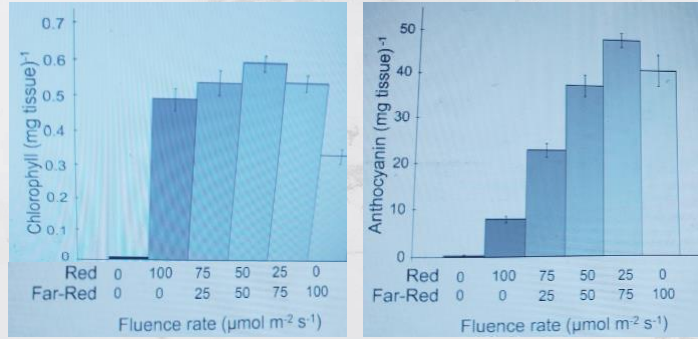 Chlorophyll (mg tissue)⁻¹
0.7
0.6
0.5
0.4
0.3
0.2
0.1
0
Red 0 100 75 50 25 0
Far-Red 0 0 25 50 75 100
Fluence rate (µmol m⁻² s⁻¹)
Anthocyanin (mg tissue)⁻¹
50
40
30
20
10
0
Red 0 100 75 50 25 0
Far-Red 0 0 25 50 75 100
Fluence rate (µmol m⁻² s⁻¹)